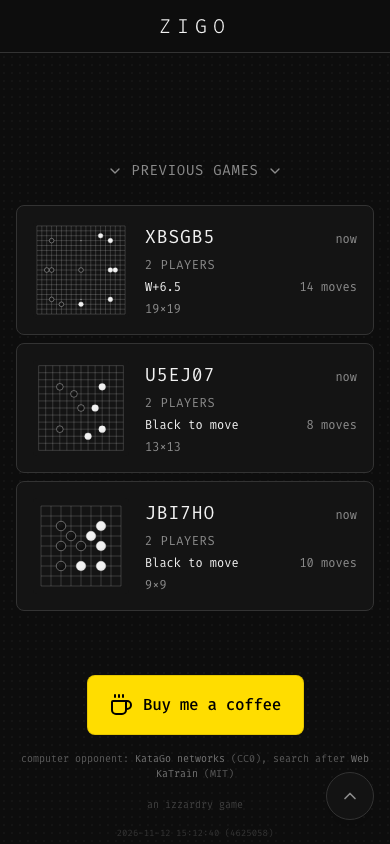 ZIGO
PREVIOUS GAMES
XBSGB5
now
2 PLAYERS
W+6.5
14 moves
19×19
U5EJ07
now
2 PLAYERS
Black to move
8 moves
13×13
JBI7HO
now
2 PLAYERS
Black to move
10 moves
9×9
Buy me a coffee
computer opponent: KataGo networks (CC0), search after Web
KaTrain (MIT)
an izzardry game
2026-11-12 15:12:40 (4625058)